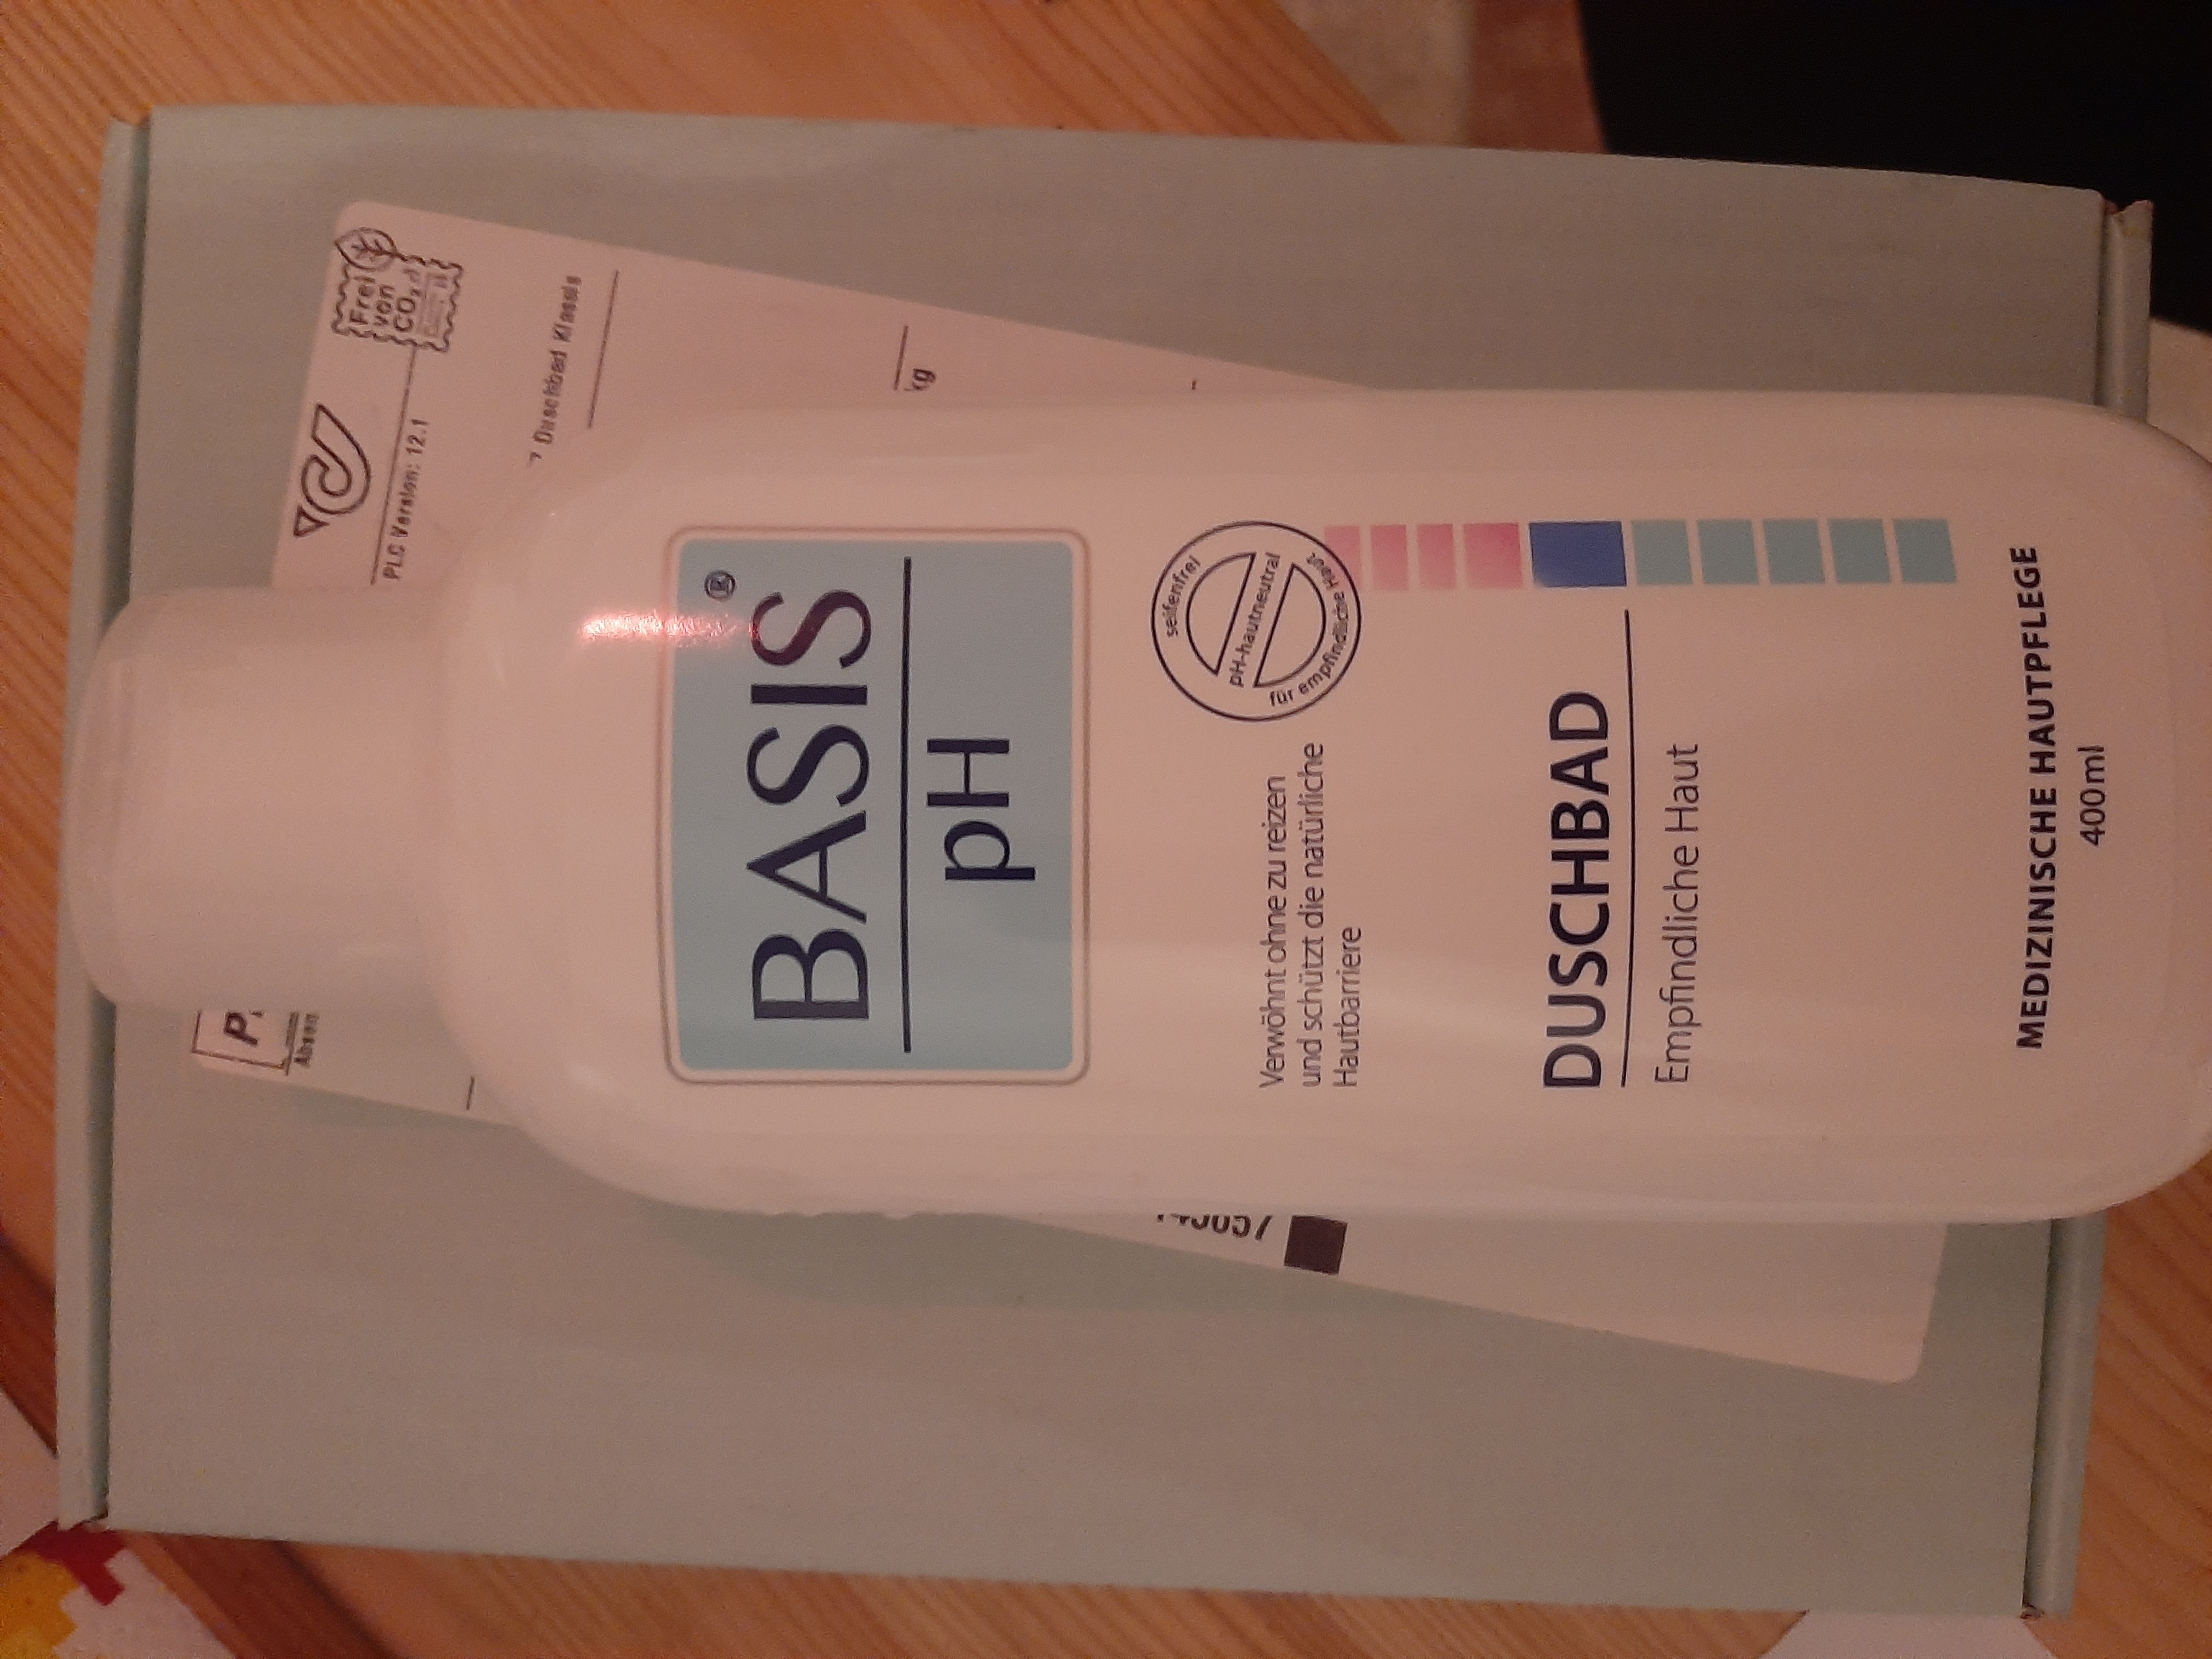 BASIS®
pH
seifenfrei
pH-hautneutral
für empfindliche Haut
Verwöhnt ohne zu reizen
und schützt die natürliche
Hautbarriere
DUSCHBAD
Empfindliche Haut
MEDIZINISCHE HAUTPFLEGE
400ml
Frei
von
CO₂
PLC Version: 12.1
Duschbad Klassis
kg